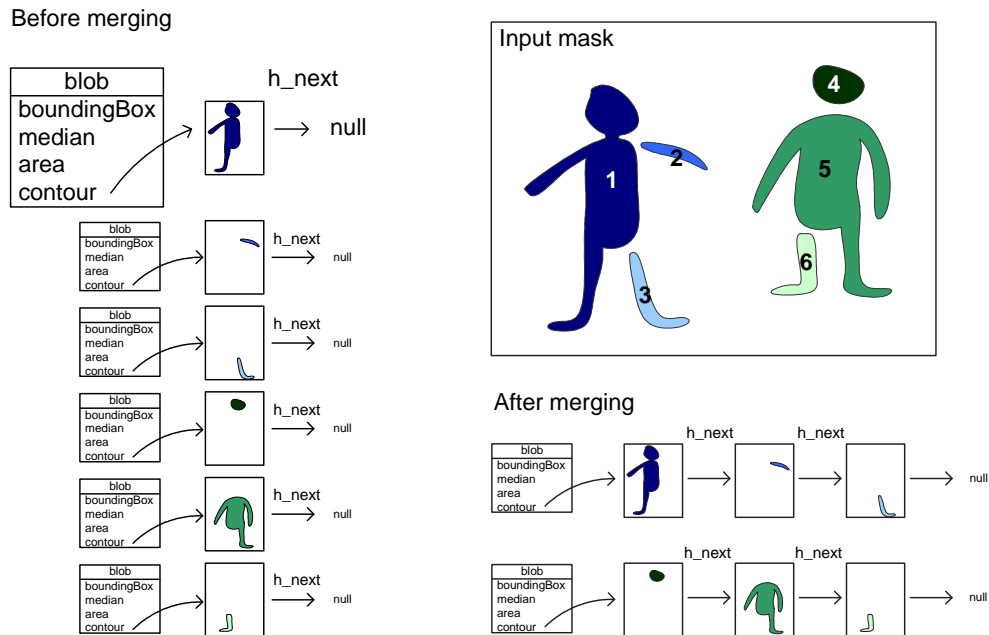 Before merging
blob
boundingBox
median
area
contour
h_next
null
blob
boundingBox
median
area
contour
h_next
null
blob
boundingBox
median
area
contour
h_next
null
blob
boundingBox
median
area
contour
h_next
null
blob
boundingBox
median
area
contour
h_next
null
blob
boundingBox
median
area
contour
h_next
null
Input mask
4
2
1
5
6
3
After merging
h_next h_next
blob
boundingBox
median
area
contour
null
h_next h_next
blob
boundingBox
median
area
contour
null